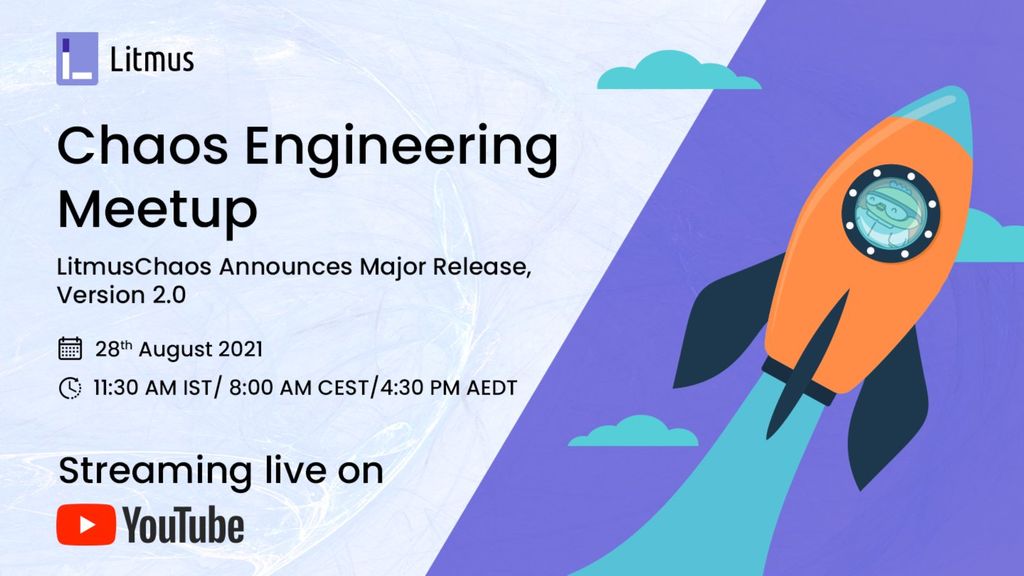 Litmus
Chaos Engineering
Meetup
LitmusChaos Announces Major Release,
Version 2.0
28th August 2021
11:30 AM IST/ 8:00 AM CEST/4:30 PM AEDT
Streaming live on
YouTube